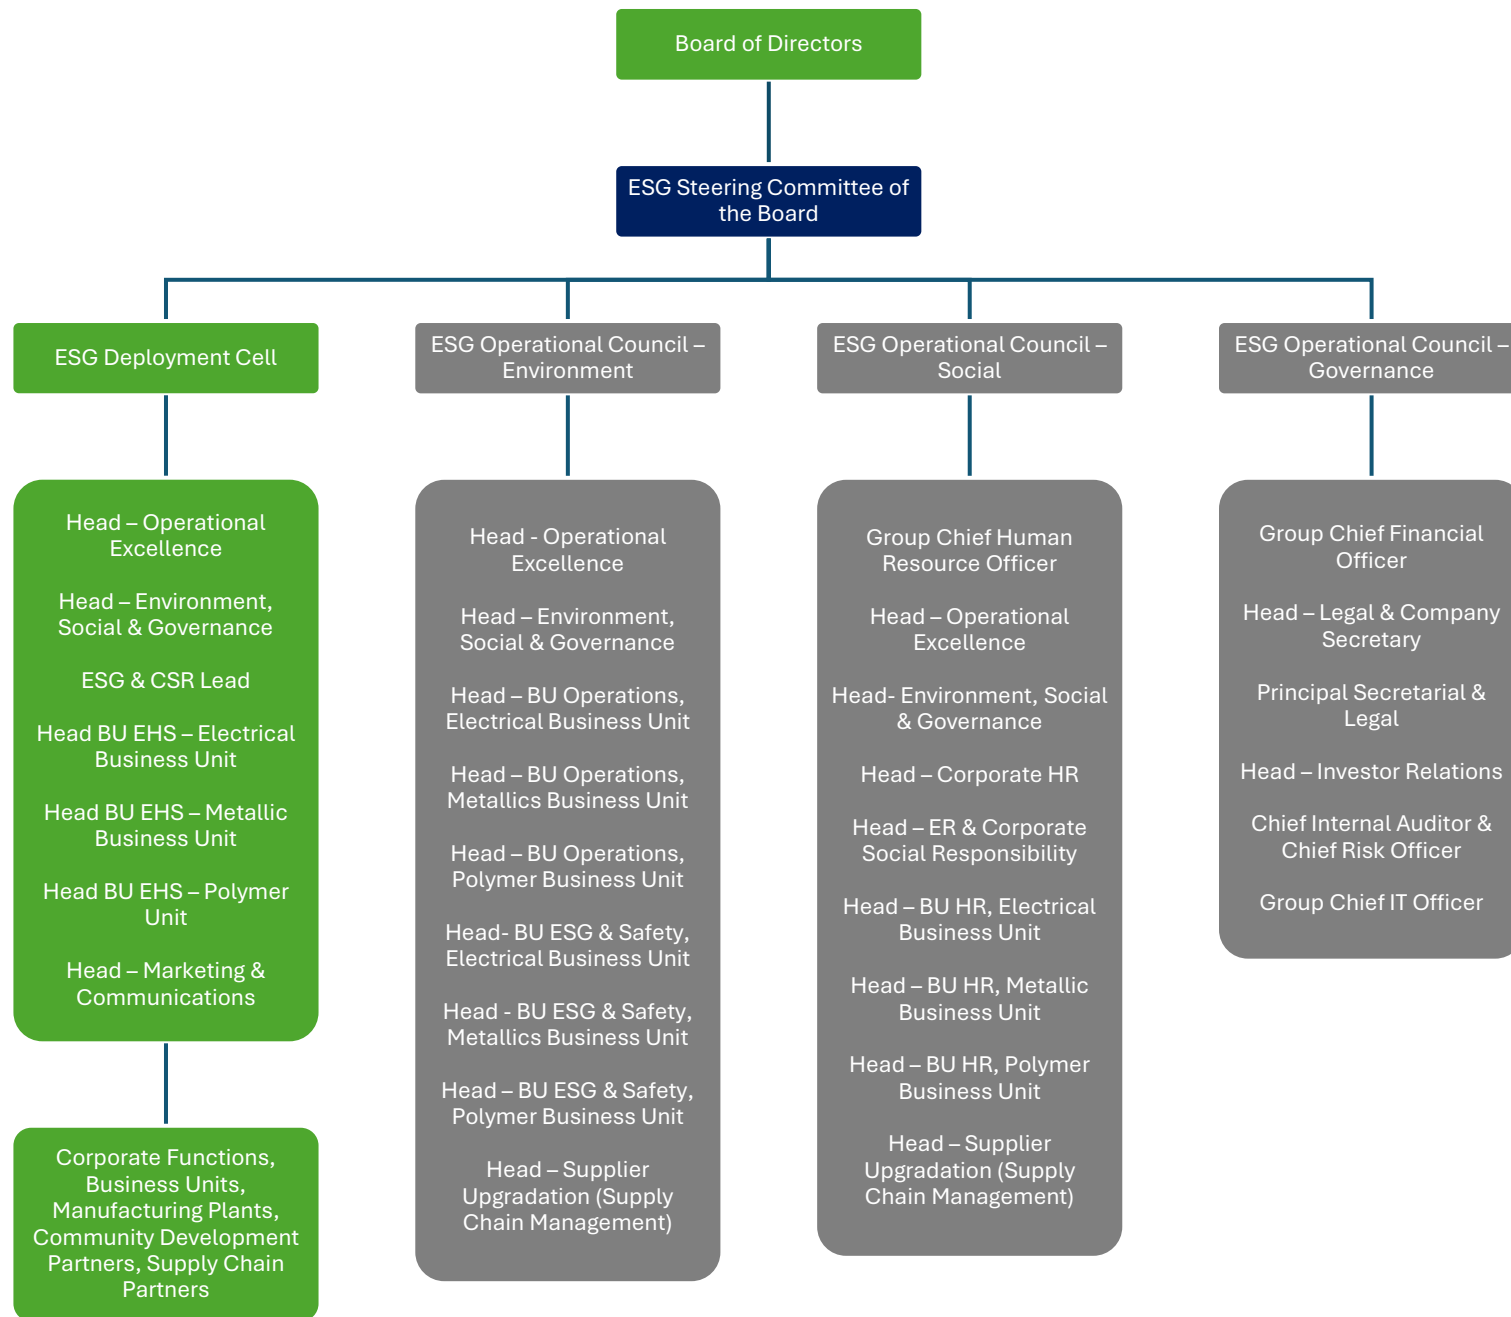 Board of Directors
ESG Steering Committee of
the Board
ESG Deployment Cell
ESG Operational Council –
Environment
ESG Operational Council –
Social
ESG Operational Council –
Governance
Head – Operational
Excellence
Head – Environment,
Social & Governance
ESG & CSR Lead
Head BU EHS – Electrical
Business Unit
Head BU EHS – Metallic
Business Unit
Head BU EHS – Polymer
Unit
Head – Marketing &
Communications
Corporate Functions,
Business Units,
Manufacturing Plants,
Community Development
Partners, Supply Chain
Partners
Head - Operational
Excellence
Head – Environment,
Social & Governance
Head – BU Operations,
Electrical Business Unit
Head – BU Operations,
Metallics Business Unit
Head – BU Operations,
Polymer Business Unit
Head- BU ESG & Safety,
Electrical Business Unit
Head - BU ESG & Safety,
Metallics Business Unit
Head – BU ESG & Safety,
Polymer Business Unit
Head – Supplier
Upgradation (Supply
Chain Management)
Group Chief Human
Resource Officer
Head – Operational
Excellence
Head- Environment, Social
& Governance
Head – Corporate HR
Head – ER & Corporate
Social Responsibility
Head – BU HR, Electrical
Business Unit
Head – BU HR, Metallic
Business Unit
Head – BU HR, Polymer
Business Unit
Head – Supplier
Upgradation (Supply
Chain Management)
Group Chief Financial
Officer
Head – Legal & Company
Secretary
Principal Secretarial &
Legal
Head – Investor Relations
Chief Internal Auditor &
Chief Risk Officer
Group Chief IT Officer